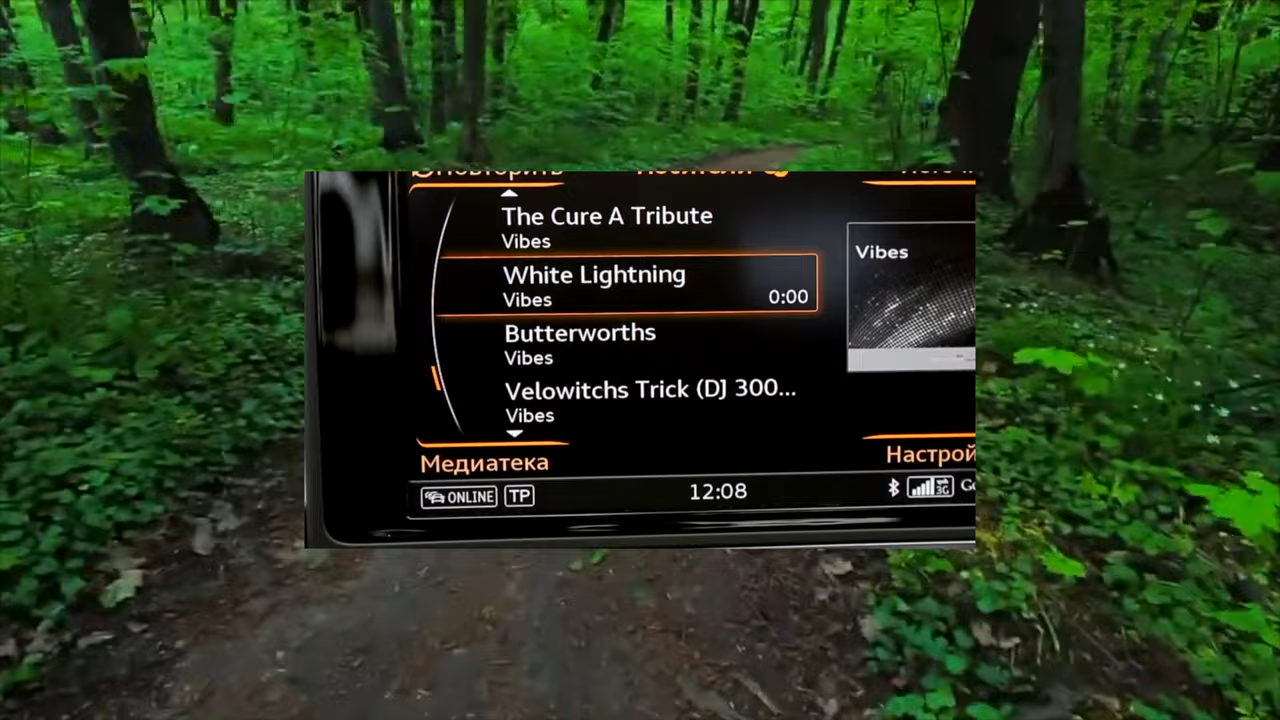 The Cure A Tribute
Vibes
White Lightning
Vibes
0:00
Butterworths
Vibes
Velowitchs Trick (DJ 300...
Vibes
Vibes
Медиатека
Настрой
ONLINE
TP
12:08
3G